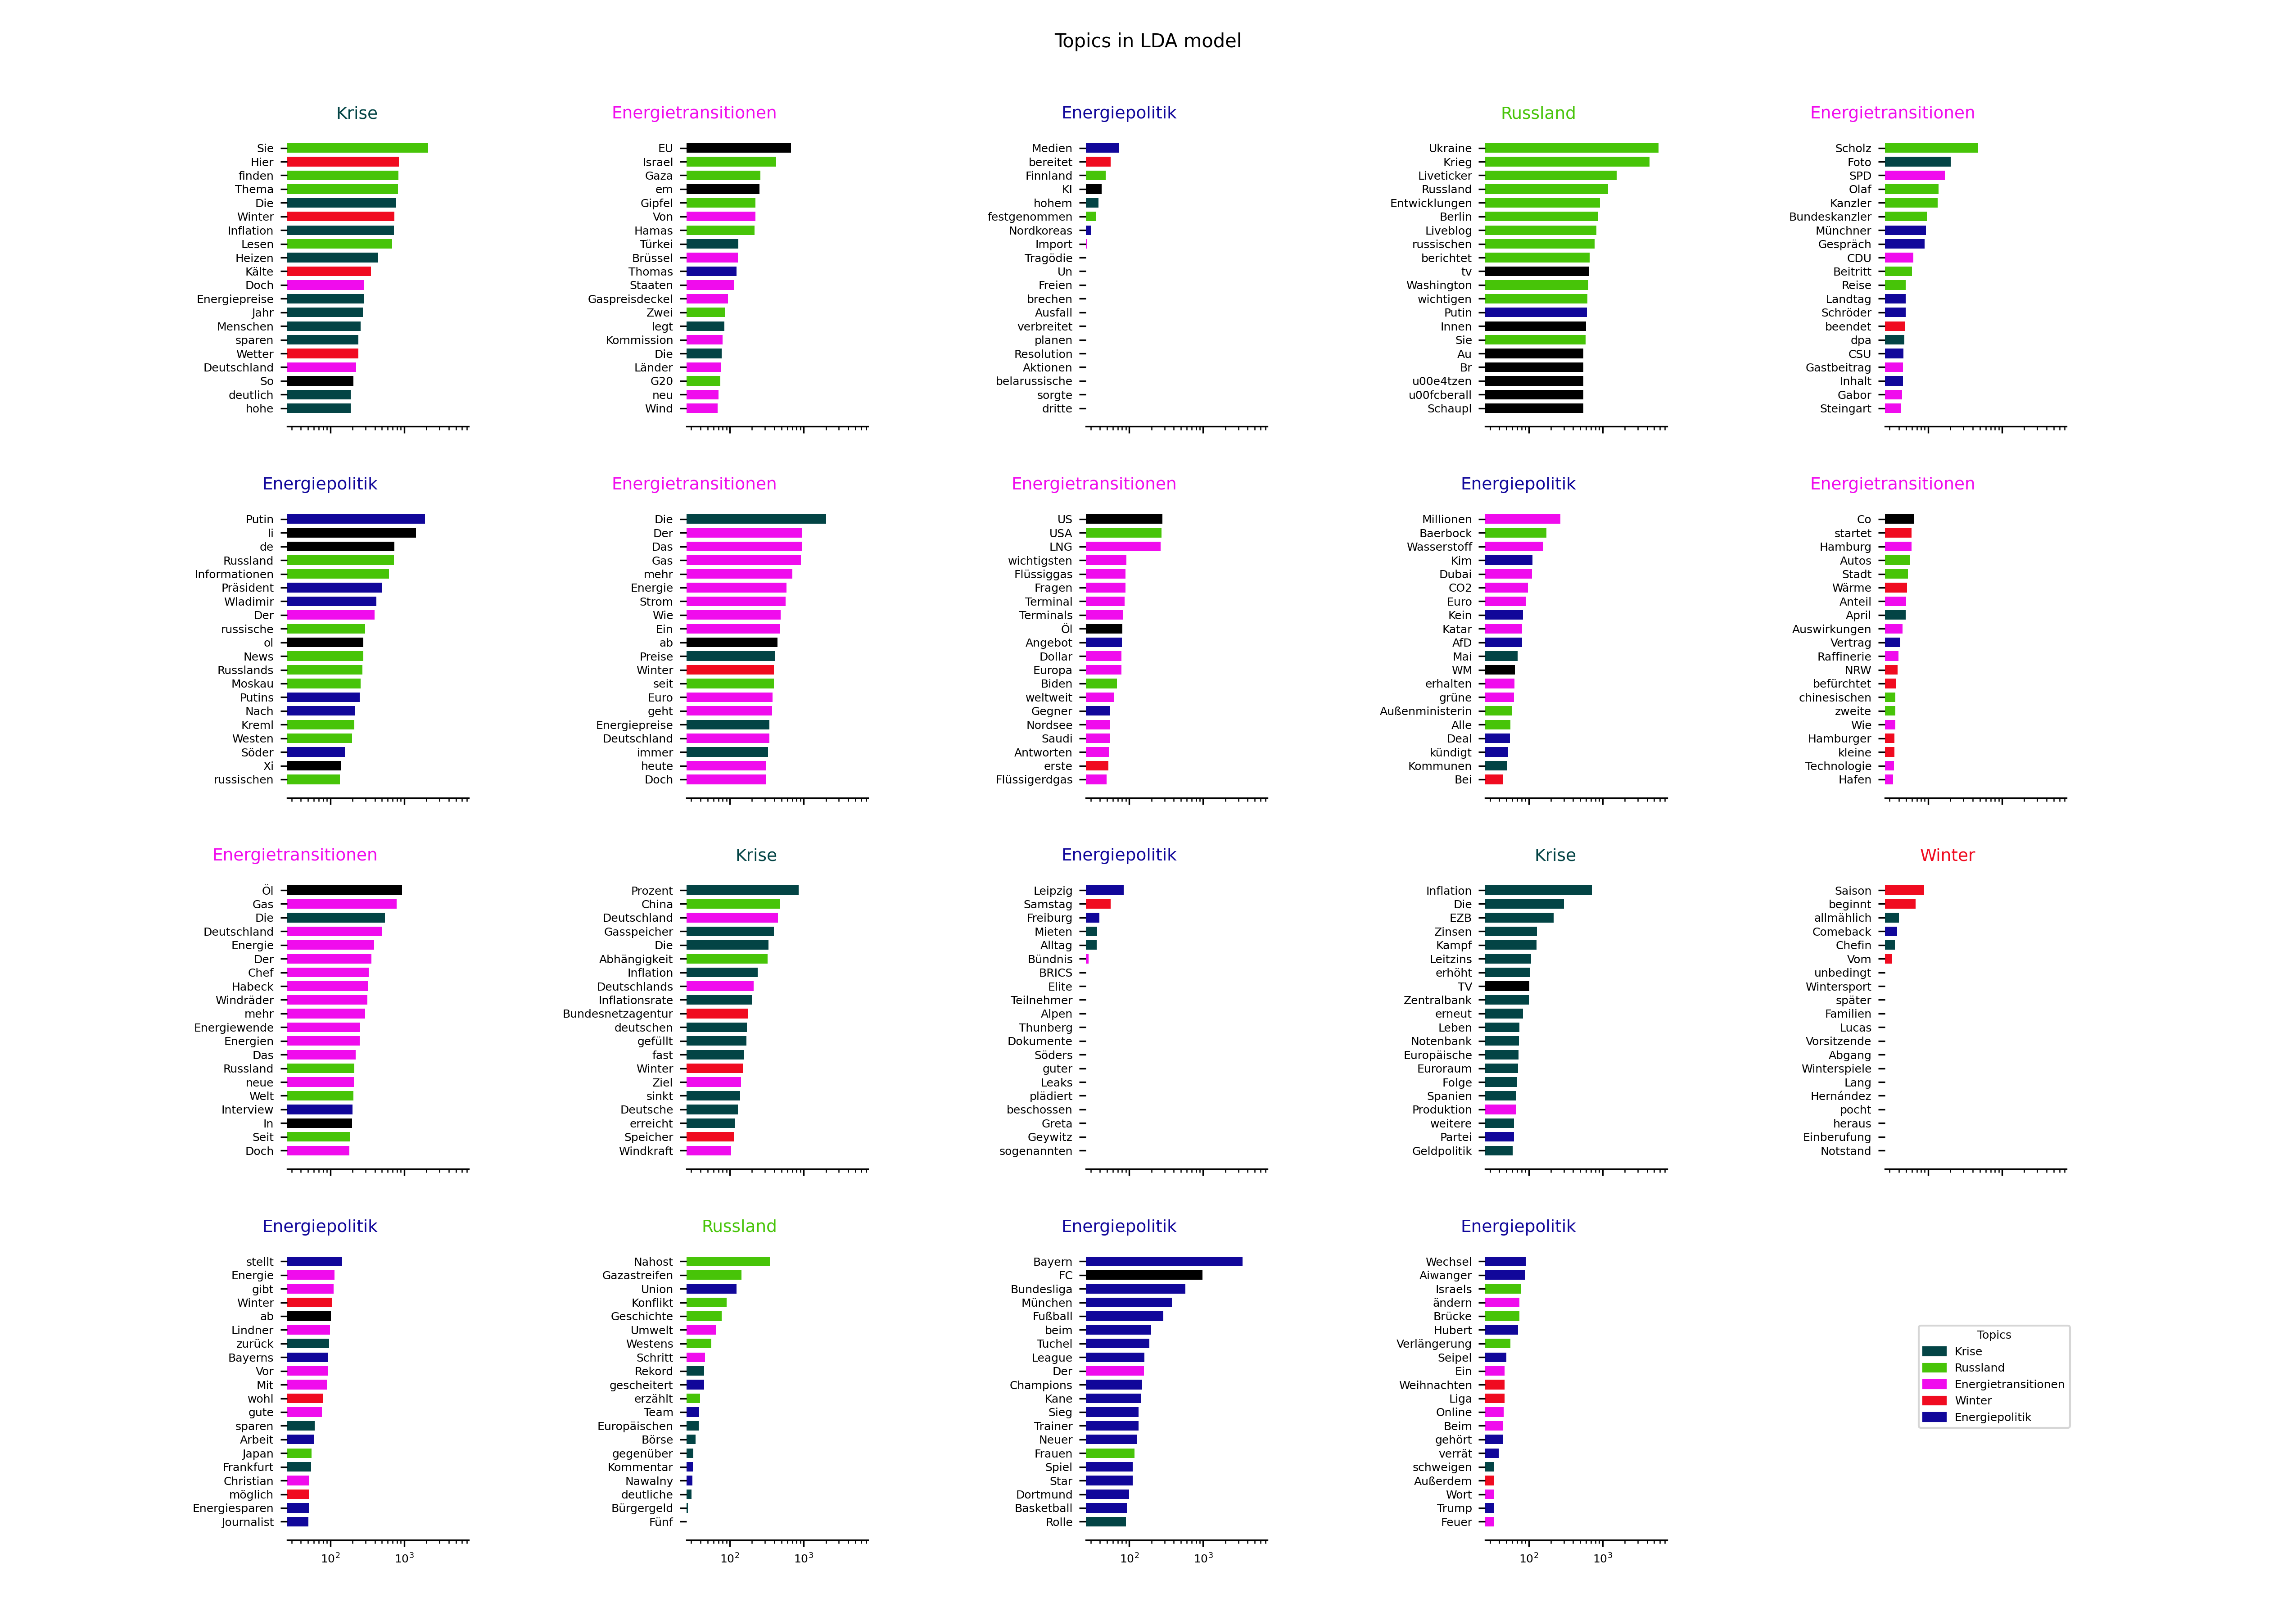 Topics in LDA model
Krise
Sie
Hier
finden
Thema
Die
Winter
Inflation
Lesen
Heizen
Kälte
Doch
Energiepreise
Jahr
Menschen
sparen
Wetter
Deutschland
So
deutlich
hohe
Energietransitionen
EU
Israel
Gaza
em
Gipfel
Von
Hamas
Türkei
Brüssel
Thomas
Staaten
Gaspreisdeckel
Zwei
legt
Kommission
Die
Länder
G20
neu
Wind
Energiepolitik
Medien
bereitet
Finnland
KI
hohem
festgenommen
Nordkoreas
Import
Tragödie
Un
Freien
brechen
Ausfall
verbreitet
planen
Resolution
Aktionen
belarussische
sorgte
dritte
Russland
Ukraine
Krieg
Liveticker
Russland
Entwicklungen
Berlin
Liveblog
russischen
berichtet
tv
Washington
wichtigen
Putin
Innen
Sie
Au
Br
u00e4tzen
u00fcberall
Schaupl
Energietransitionen
Scholz
Foto
SPD
Olaf
Kanzler
Bundeskanzler
Münchner
Gespräch
CDU
Beitritt
Reise
Landtag
Schröder
beendet
dpa
CSU
Gastbeitrag
Inhalt
Gabor
Steingart
Energiepolitik
Putin
li
de
Russland
Informationen
Präsident
Wladimir
Der
russische
ol
News
Russlands
Moskau
Putins
Nach
Kreml
Westen
Söder
Xi
russischen
Energietransitionen
Die
Der
Das
Gas
mehr
Energie
Strom
Wie
Ein
ab
Preise
Winter
seit
Euro
geht
Energiepreise
Deutschland
immer
heute
Doch
Energietransitionen
US
USA
LNG
wichtigsten
Flüssiggas
Fragen
Terminal
Terminals
Öl
Angebot
Dollar
Europa
Biden
weltweit
Gegner
Nordsee
Saudi
Antworten
erste
Flüssigerdgas
Energiepolitik
Millionen
Baerbock
Wasserstoff
Kim
Dubai
CO2
Euro
Kein
Katar
AfD
Mai
WM
erhalten
grüne
Außenministerin
Alle
Deal
kündigt
Kommunen
Bei
Energietransitionen
Co
startet
Hamburg
Autos
Stadt
Wärme
Anteil
April
Auswirkungen
Vertrag
Raffinerie
NRW
befürchtet
chinesischen
zweite
Wie
Hamburger
kleine
Technologie
Hafen
Energietransitionen
Öl
Gas
Die
Deutschland
Energie
Der
Chef
Habeck
Windräder
mehr
Energiewende
Energien
Das
Russland
neue
Welt
Interview
In
Seit
Doch
Krise
Prozent
China
Deutschland
Gasspeicher
Die
Abhängigkeit
Inflation
Deutschlands
Inflationsrate
Bundesnetzagentur
deutschen
gefüllt
fast
Winter
Ziel
sinkt
Deutsche
erreicht
Speicher
Windkraft
Energiepolitik
Leipzig
Samstag
Freiburg
Mieten
Alltag
Bündnis
BRICS
Elite
Teilnehmer
Alpen
Thunberg
Dokumente
Söders
guter
Leaks
plädiert
beschossen
Greta
Geywitz
sogenannten
Krise
Inflation
Die
EZB
Zinsen
Kampf
Leitzins
erhöht
TV
Zentralbank
erneut
Leben
Notenbank
Europäische
Euroraum
Folge
Spanien
Produktion
weitere
Partei
Geldpolitik
Winter
Saison
beginnt
allmählich
Comeback
Chefin
Vom
unbedingt
Wintersport
später
Familien
Lucas
Vorsitzende
Abgang
Winterspiele
Lang
Hernández
pocht
heraus
Einberufung
Notstand
Energiepolitik
stellt
Energie
gibt
Winter
ab
Lindner
zurück
Bayerns
Vor
Mit
wohl
gute
sparen
Arbeit
Japan
Frankfurt
Christian
möglich
Energiesparen
Journalist
10² 10³
Russland
Nahost
Gazastreifen
Union
Konflikt
Geschichte
Umwelt
Westens
Schritt
Rekord
gescheitert
erzählt
Team
Europäischen
Börse
gegenüber
Kommentar
Nawalny
deutliche
Bürgergeld
Fünf
10² 10³
Energiepolitik
Bayern
FC
Bundesliga
München
Fußball
beim
Tuchel
League
Der
Champions
Kane
Sieg
Trainer
Neuer
Frauen
Spiel
Star
Dortmund
Basketball
Rolle
10² 10³
Energiepolitik
Wechsel
Aiwanger
Israels
ändern
Brücke
Hubert
Verlängerung
Seipel
Ein
Weihnachten
Liga
Online
Beim
gehört
verrät
schweigen
Außerdem
Wort
Trump
Feuer
10² 10³
Topics
Krise
Russland
Energietransitionen
Winter
Energiepolitik